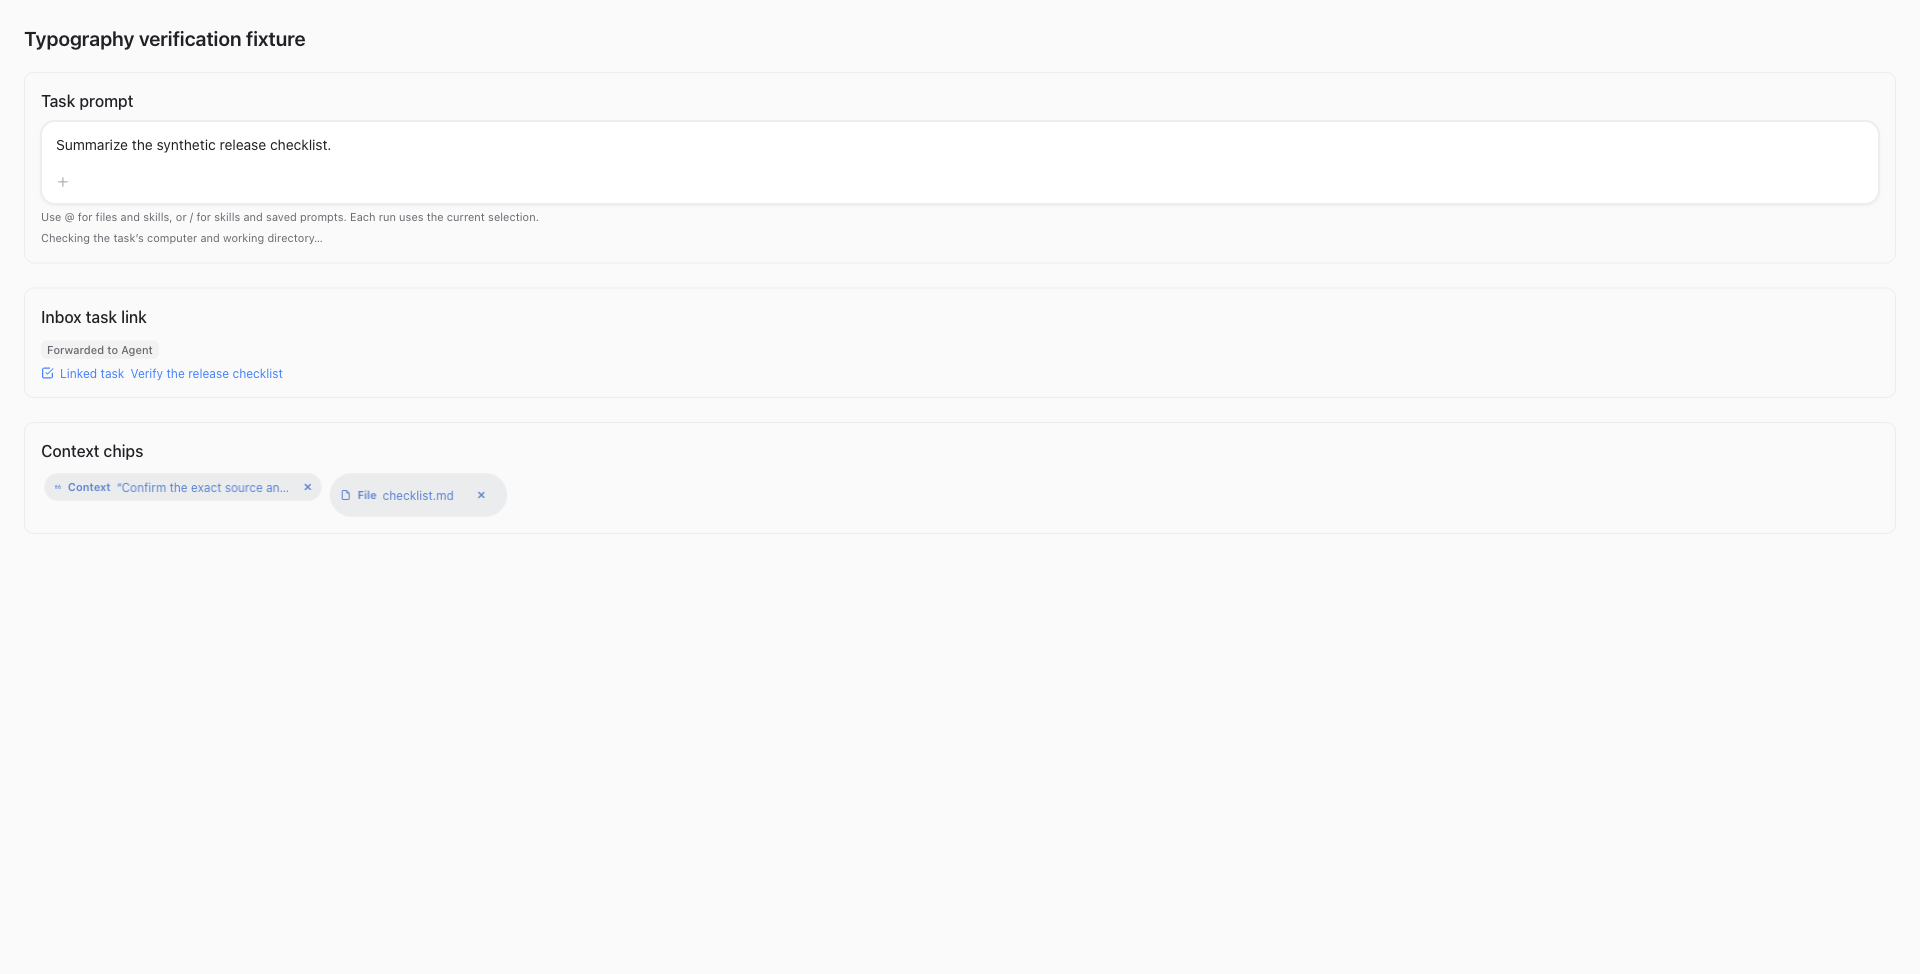 Typography verification fixture
Task prompt
Summarize the synthetic release checklist.
Use @ for files and skills, or / for skills and saved prompts. Each run uses the current selection.
Checking the task's computer and working directory...
Inbox task link
Forwarded to Agent
Linked task Verify the release checklist
Context chips
Context “Confirm the exact source an... ×
File checklist.md ×